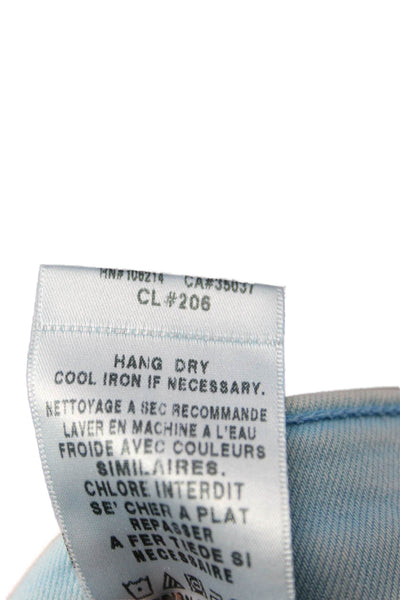 RN#106214 CA#35037
CL#206
HANG DRY
COOL IRON IF NECESSARY.
NETTOYAGE A SEC RECOMMANDE
LAVER EN MACHINE A L'EAU
FROIDE AVEC COULEURS
SIMILAIRES.
CHLORE INTERDIT
SE' CHER A PLAT
REPASSER
A FER TIEDE SI
NECESSAIRE